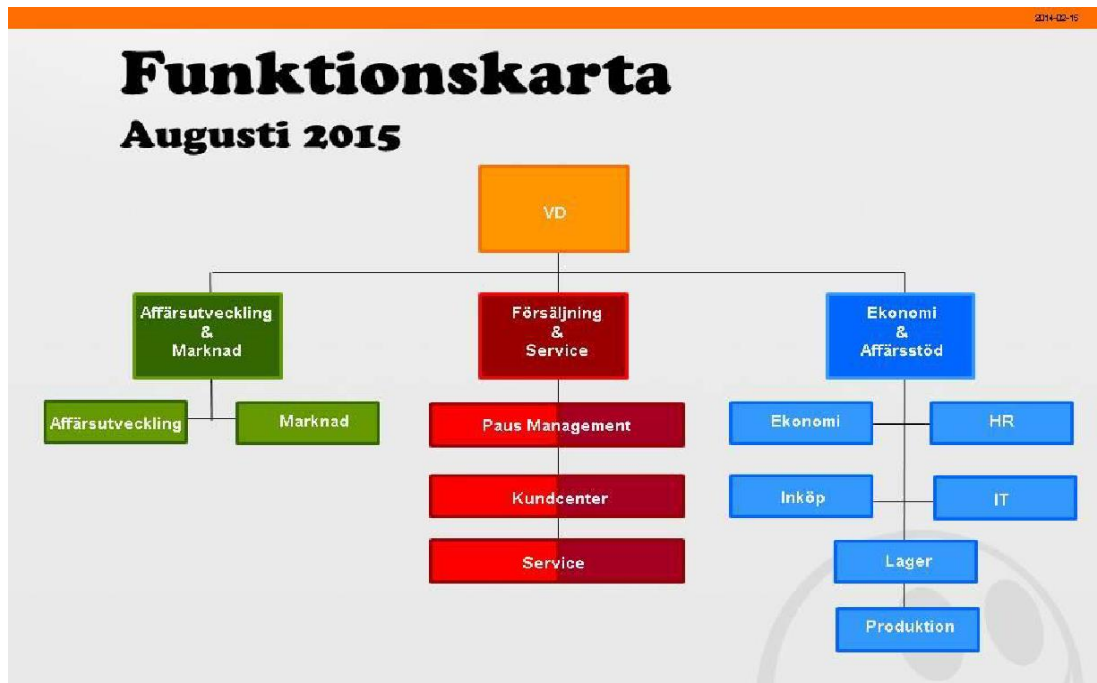 2014-02-16
Funktionskarta
Augusti 2015
VD
Affärsutveckling
&
Marknad
Försäljning
&
Service
Ekonomi
&
Affärsstöd
Affärsutveckling
Marknad
Paus Management
Ekonomi
HR
Kundcenter
Inköp
IT
Service
Lager
Produktion